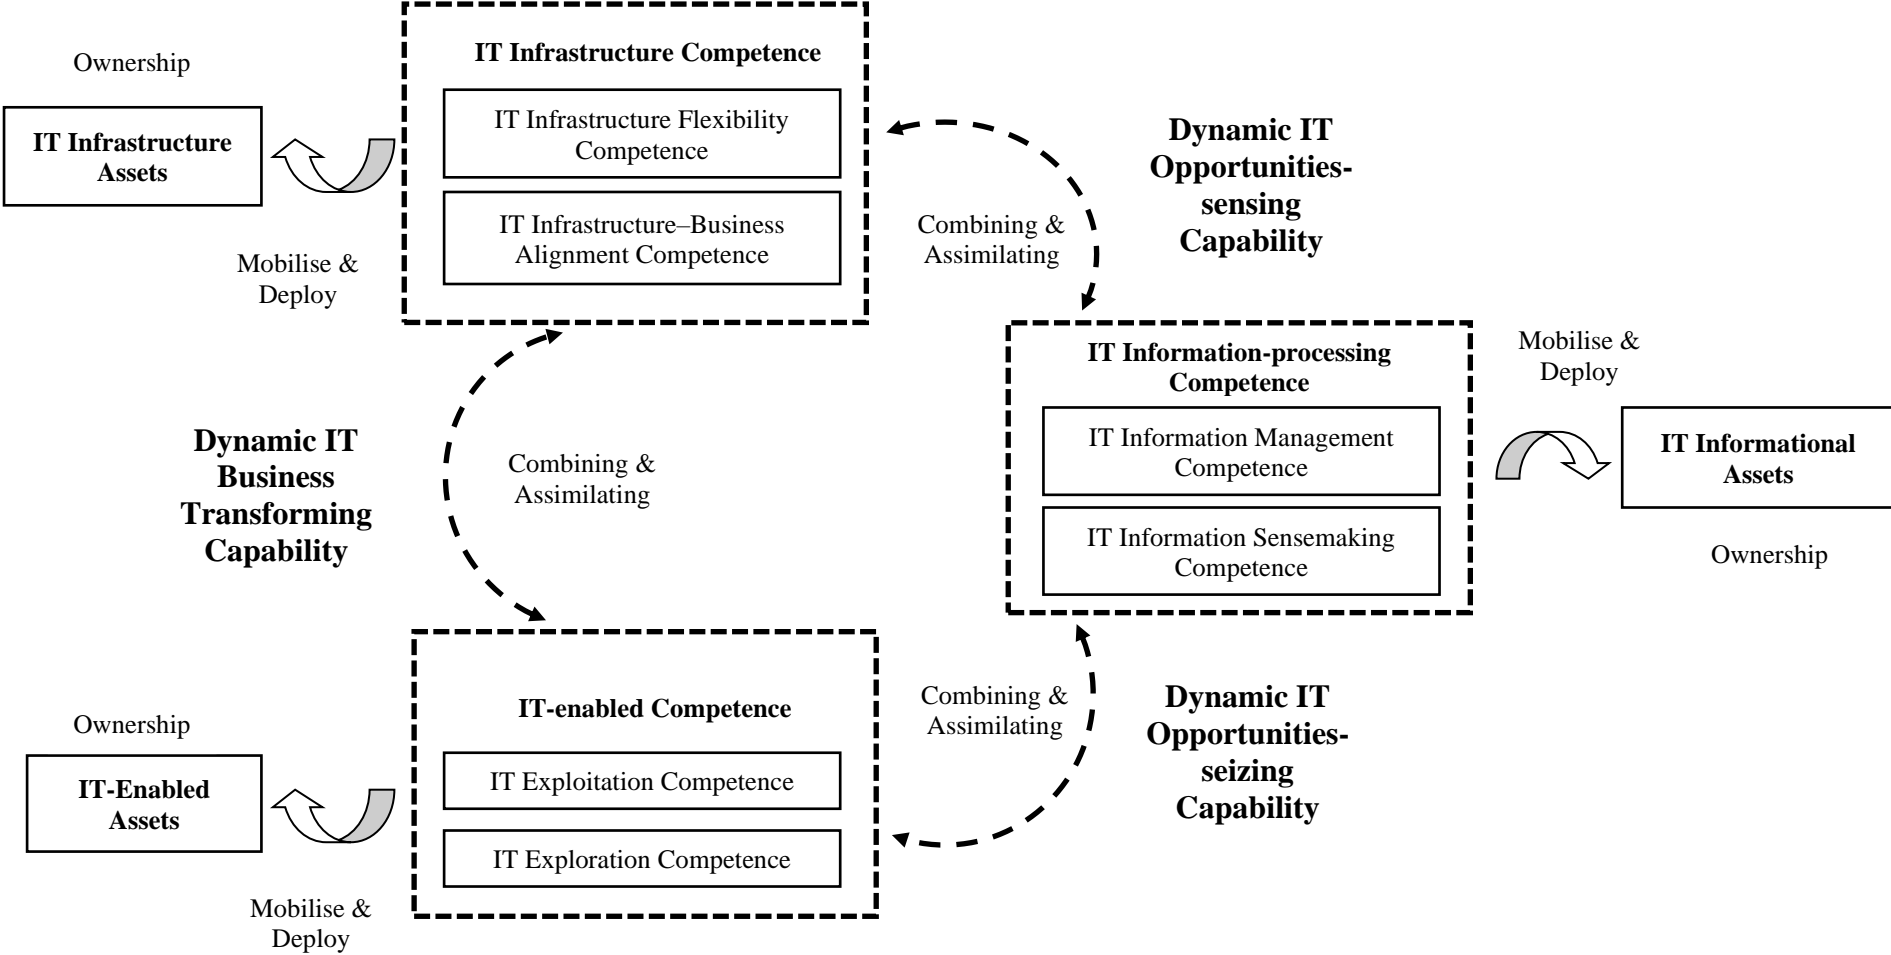 Ownership
IT Infrastructure
Assets
Mobilise &
Deploy
IT Infrastructure Competence
IT Infrastructure Flexibility
Competence
IT Infrastructure–Business
Alignment Competence
Combining &
Assimilating
Dynamic IT
Opportunities-
sensing
Capability
IT Information-processing
Competence
IT Information Management
Competence
IT Information Sensemaking
Competence
Mobilise &
Deploy
IT Informational
Assets
Ownership
Dynamic IT
Business
Transforming
Capability
Combining &
Assimilating
Ownership
IT-Enabled
Assets
Mobilise &
Deploy
IT-enabled Competence
IT Exploitation Competence
IT Exploration Competence
Combining &
Assimilating
Dynamic IT
Opportunities-
seizing
Capability